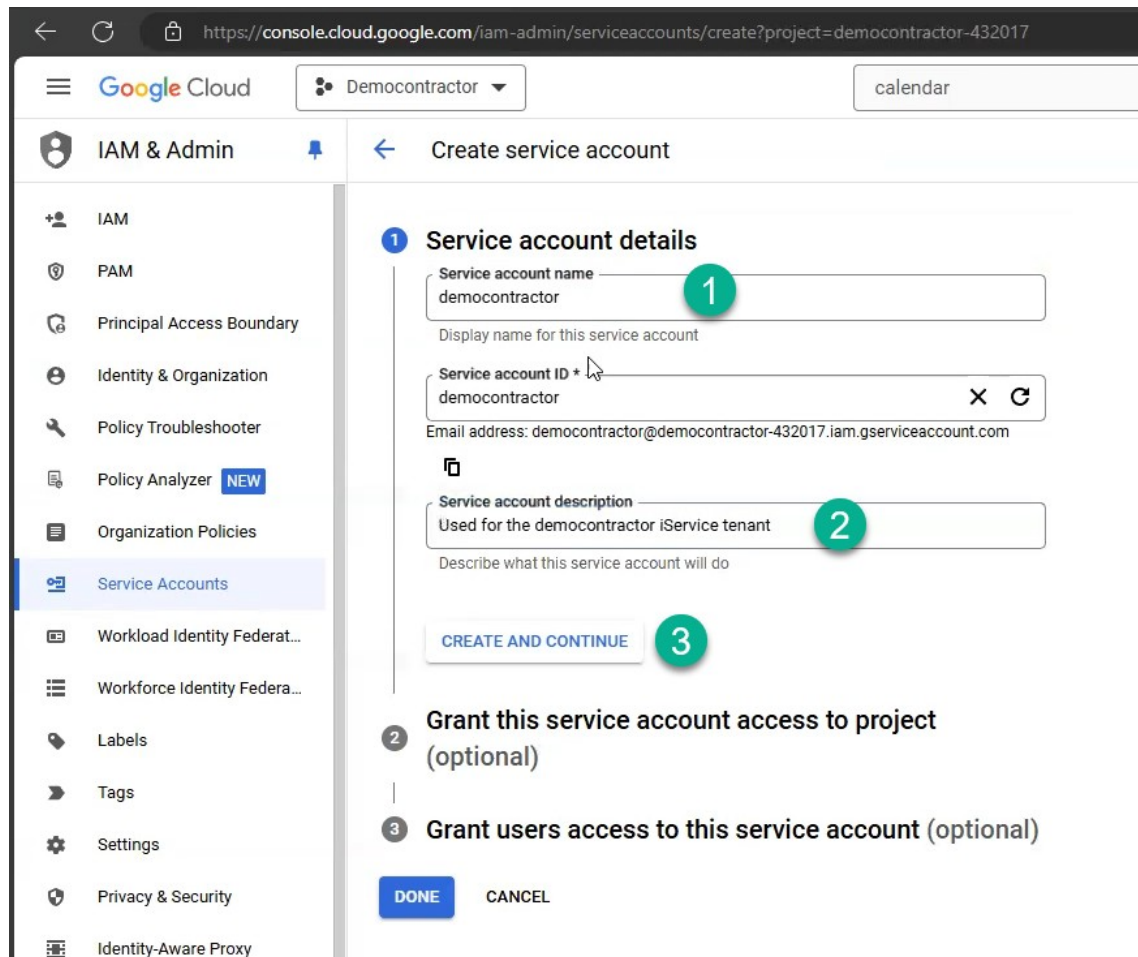 https://console.cloud.google.com/iam-admin/serviceaccounts/create?project=democontractor-432017
Google Cloud
Democontractor
calendar
IAM & Admin
Create service account
IAM
PAM
Principal Access Boundary
Identity & Organization
Policy Troubleshooter
Policy Analyzer NEW
Organization Policies
Service Accounts
Workload Identity Federat...
Workforce Identity Federa...
Labels
Tags
Settings
Privacy & Security
Identity-Aware Proxy
1 Service account details
Service account name
democontractor
1
Display name for this service account
Service account ID *
democontractor
Email address: democontractor@democontractor-432017.iam.gserviceaccount.com
Service account description
Used for the democontractor iService tenant
2
Describe what this service account will do
CREATE AND CONTINUE
3
2 Grant this service account access to project
(optional)
3 Grant users access to this service account (optional)
DONE CANCEL